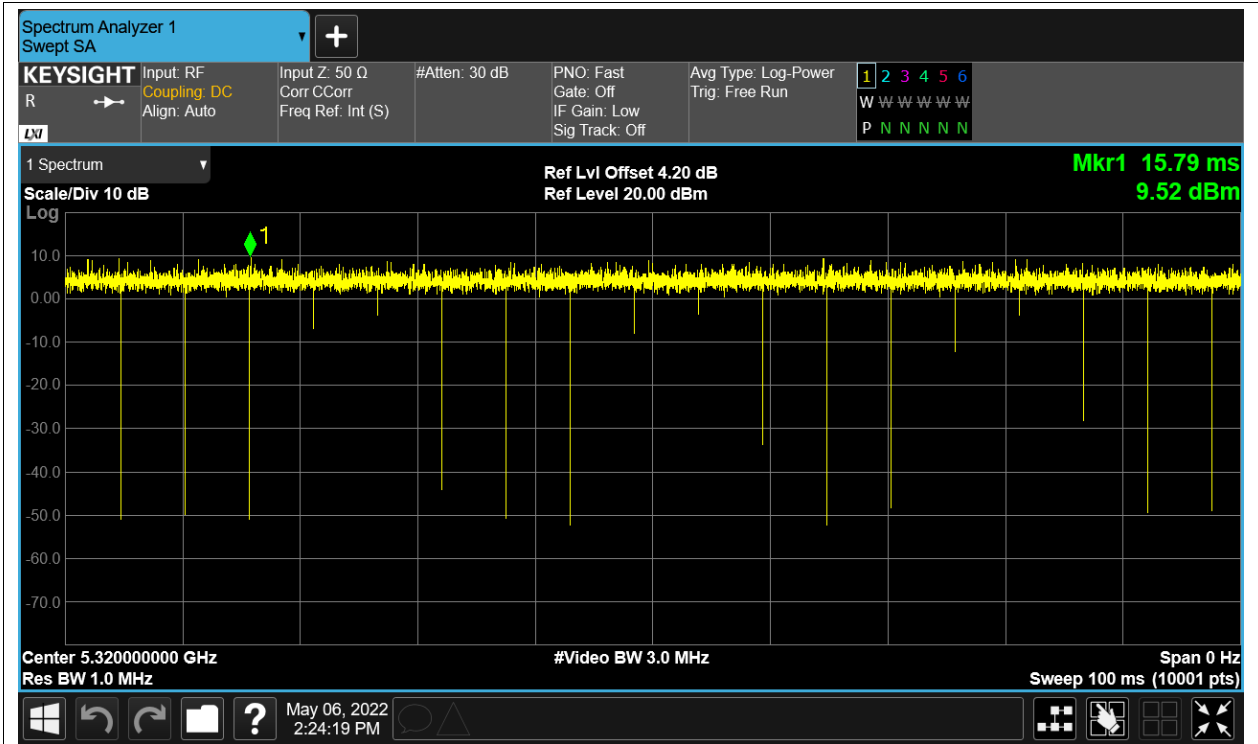 Spectrum Analyzer 1
Swept SA
+
KEYSIGHT Input: RF Input Z: 50 Ω #Atten: 30 dB PNO: Fast Avg Type: Log-Power 1 2 3 4 5 6
R Coupling: DC Corr CCorr Gate: Off Trig: Free Run W W W W W W
Align: Auto Freq Ref: Int (S) IF Gain: Low
LXI Sig Track: Off P N N N N N
1 Spectrum Ref Lvl Offset 4.20 dB Mkr1 15.79 ms
Scale/Div 10 dB Ref Level 20.00 dBm 9.52 dBm
Log
1
10.0
0.00
-10.0
-20.0
-30.0
-40.0
-50.0
-60.0
-70.0
Center 5.320000000 GHz #Video BW 3.0 MHz Span 0 Hz
Res BW 1.0 MHz Sweep 100 ms (10001 pts)
? May 06, 2022
2:24:19 PM